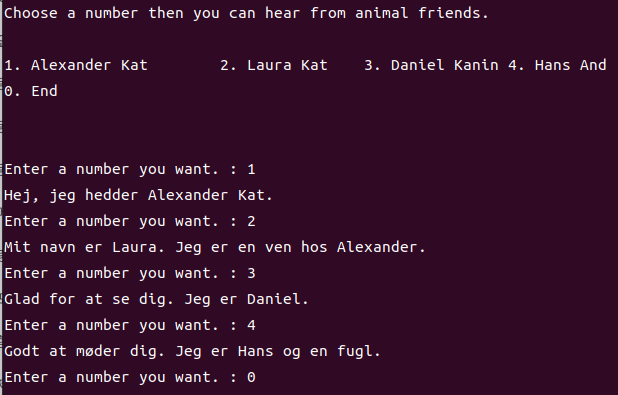 Choose a number then you can hear from animal friends.
1. Alexander Kat 2. Laura Kat 3. Daniel Kanin 4. Hans And
0. End
Enter a number you want. : 1
Hej, jeg hedder Alexander Kat.
Enter a number you want. : 2
Mit navn er Laura. Jeg er en ven hos Alexander.
Enter a number you want. : 3
Glad for at se dig. Jeg er Daniel.
Enter a number you want. : 4
Godt at møder dig. Jeg er Hans og en fugl.
Enter a number you want. : 0